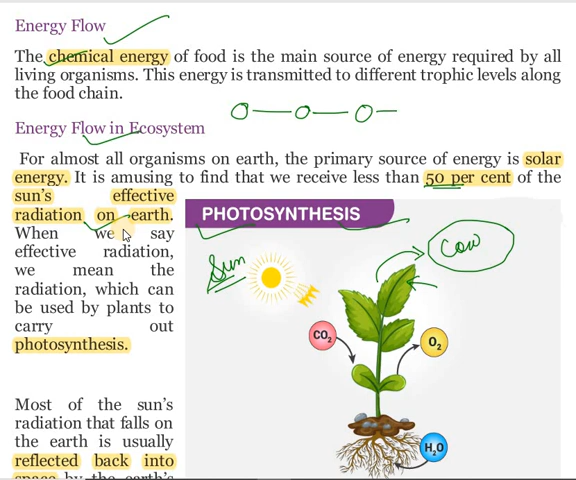 Energy Flow
The chemical energy of food is the main source of energy required by all
living organisms. This energy is transmitted to different trophic levels along
the food chain.
Energy Flow in Ecosystem
For almost all organisms on earth, the primary source of energy is solar
energy. It is amusing to find that we receive less than 50 per cent of the
sun's effective
radiation on earth.
When we say
effective radiation,
we mean the
radiation, which can
be used by plants to
carry out
photosynthesis.
Most of the sun's
radiation that falls on
the earth is usually
reflected back into
space by the earth's
PHOTOSYNTHESIS
Sun
Cow
CO₂
O₂
H₂O